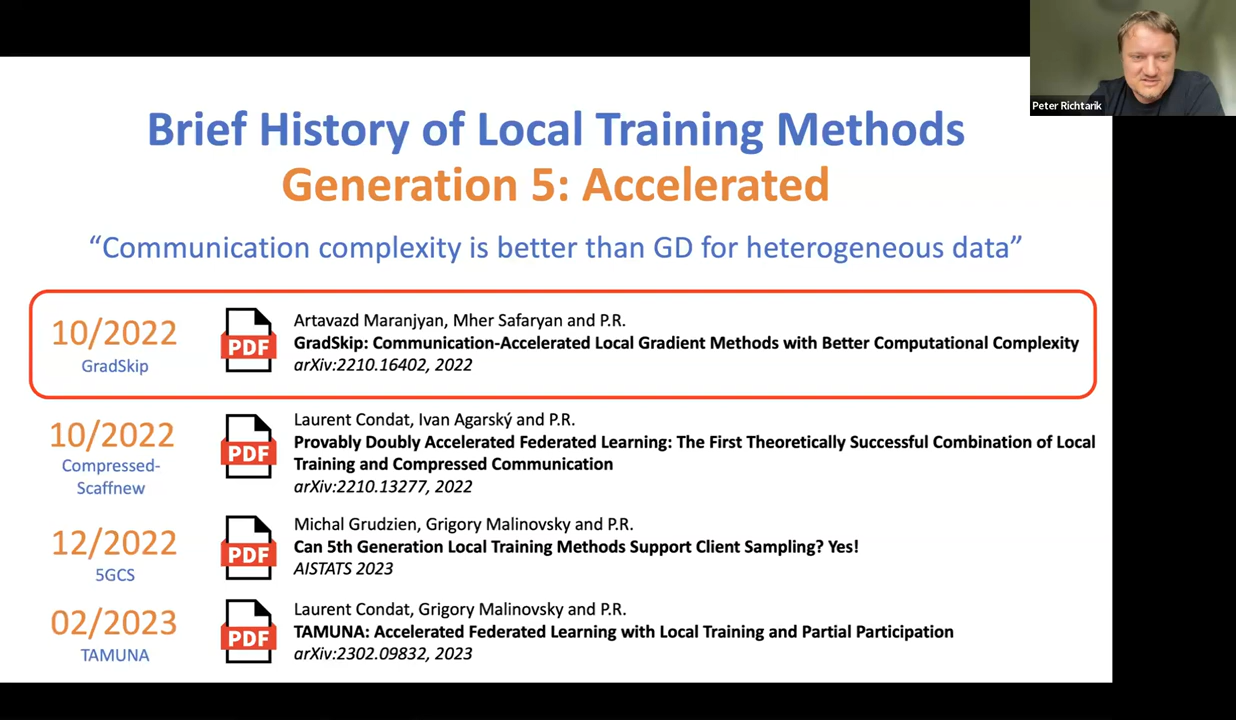 Peter Richtarik
Brief History of Local Training Methods
Generation 5: Accelerated
“Communication complexity is better than GD for heterogeneous data”
10/2022
GradSkip
PDF
Artavazd Maranjyan, Mher Safaryan and P.R.
GradSkip: Communication-Accelerated Local Gradient Methods with Better Computational Complexity
arXiv:2210.16402, 2022
10/2022
Compressed-
Scaffnew
PDF
Laurent Condat, Ivan Agarský and P.R.
Provably Doubly Accelerated Federated Learning: The First Theoretically Successful Combination of Local
Training and Compressed Communication
arXiv:2210.13277, 2022
12/2022
5GCS
PDF
Michal Grudzien, Grigory Malinovsky and P.R.
Can 5th Generation Local Training Methods Support Client Sampling? Yes!
AISTATS 2023
02/2023
TAMUNA
PDF
Laurent Condat, Grigory Malinovsky and P.R.
TAMUNA: Accelerated Federated Learning with Local Training and Partial Participation
arXiv:2302.09832, 2023